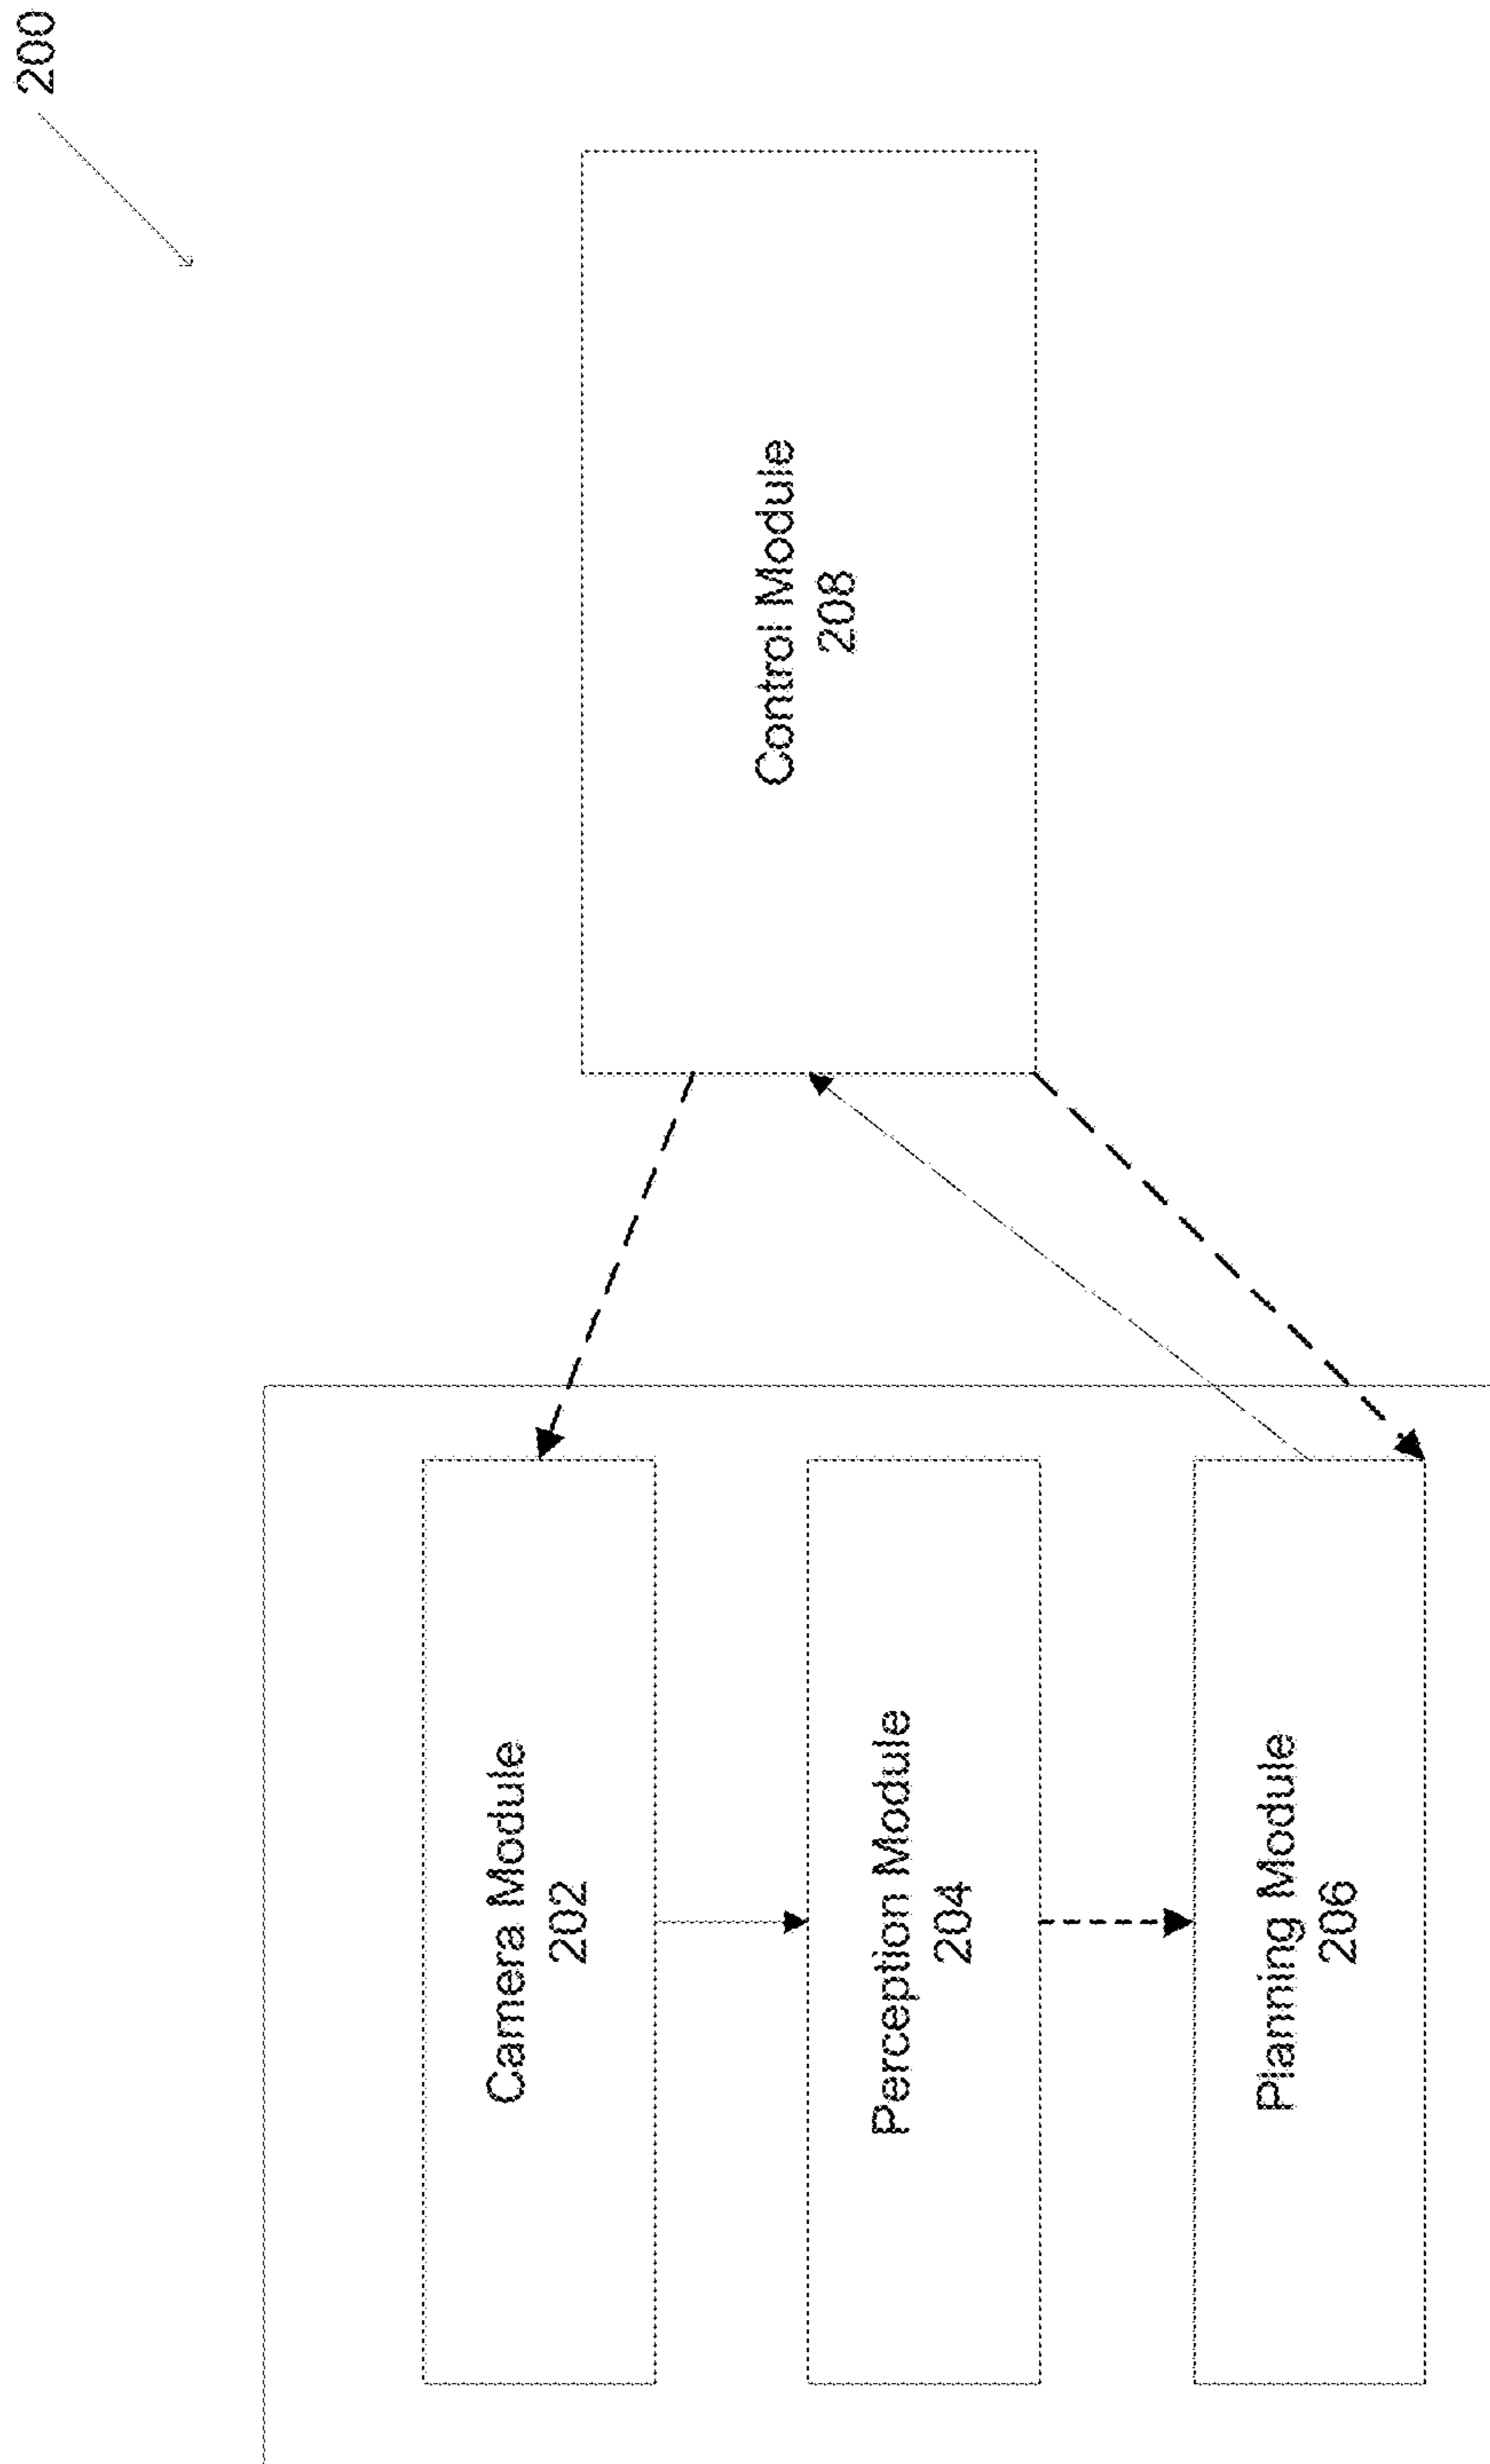 200
Camera Module
202
Perception Module
204
Planning Module
206
Control Module
208